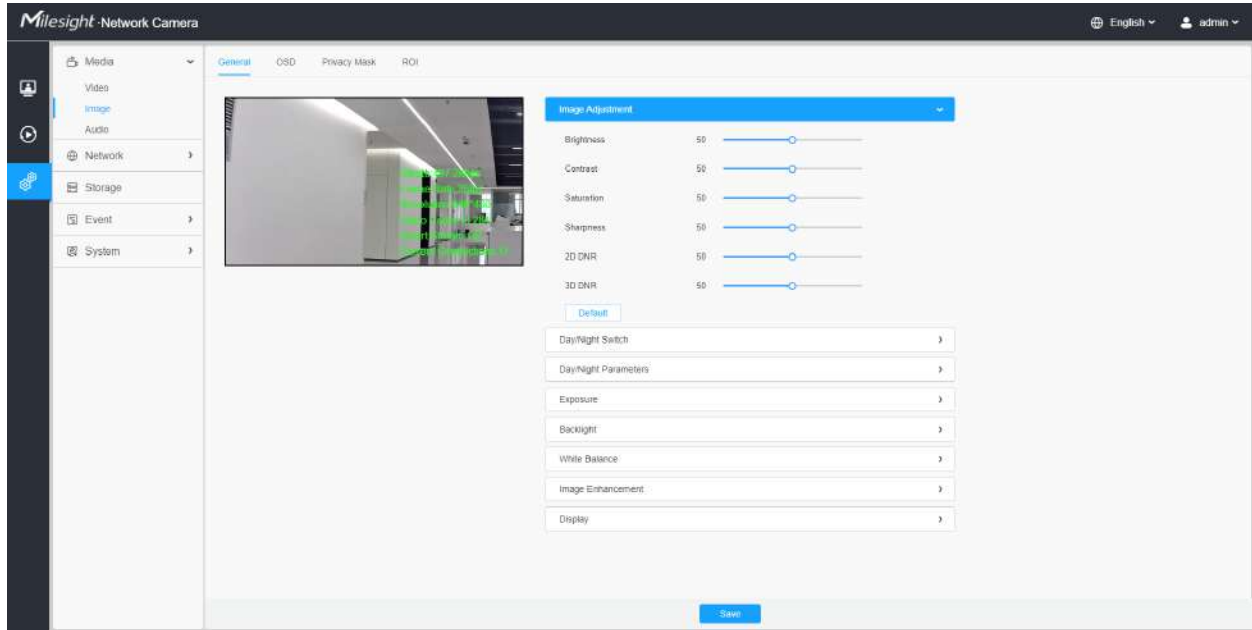 Milesight ·Network Camera
English
admin
Media
Video
Image
Audio
Network
Storage
Event
System
General OSD Privacy Mask ROI
Image Adjustment
Brightness 50
Contrast 50
Saturation 50
Sharpness 50
2D DNR 50
3D DNR 50
Default
Day/Night Switch
Day/Night Parameters
Exposure
Backlight
White Balance
Image Enhancement
Display
Save